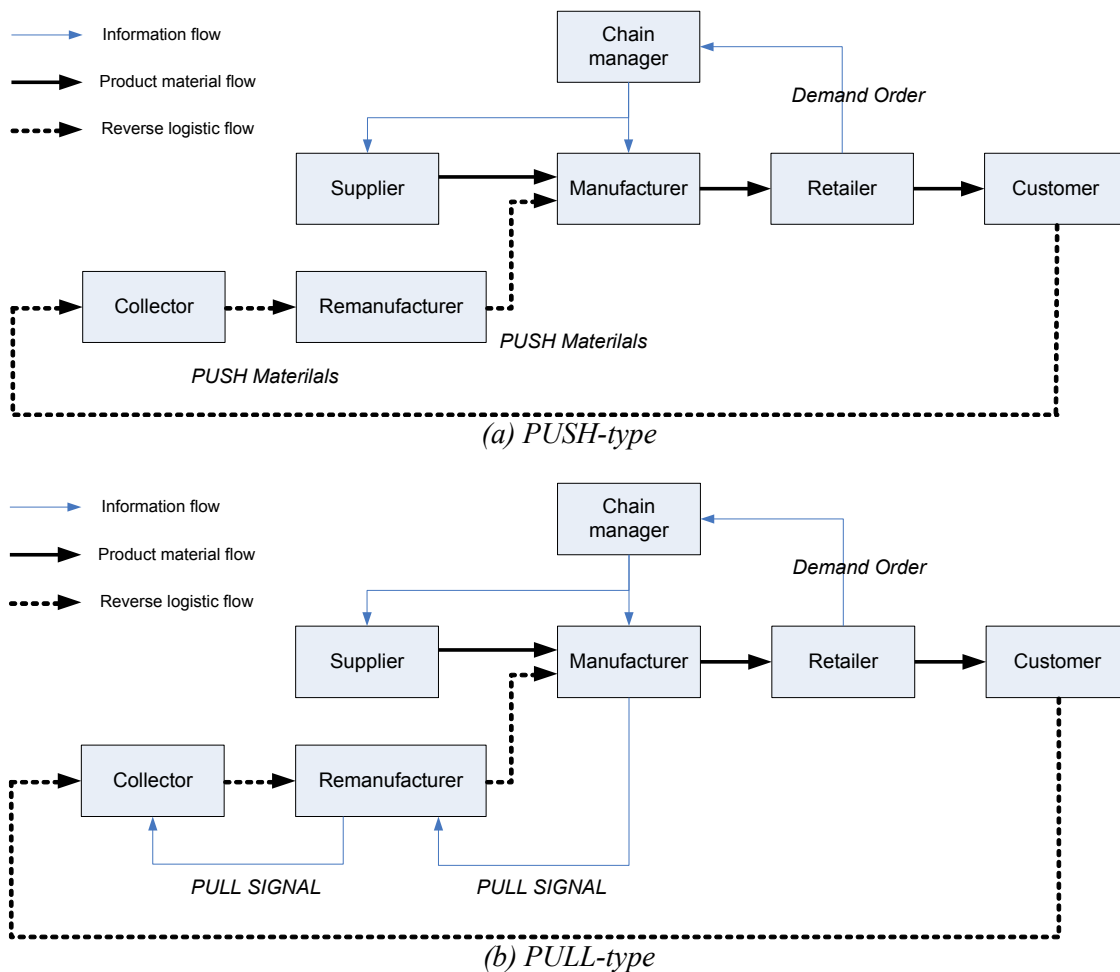 Information flow
Product material flow
Reverse logistic flow
Chain
manager
Demand Order
Supplier
Manufacturer
Retailer
Customer
Collector
Remanufacturer
PUSH Materilals
PUSH Materilals
(a) PUSH-type
Information flow
Product material flow
Reverse logistic flow
Chain
manager
Demand Order
Supplier
Manufacturer
Retailer
Customer
Collector
Remanufacturer
PULL SIGNAL
PULL SIGNAL
(b) PULL-type